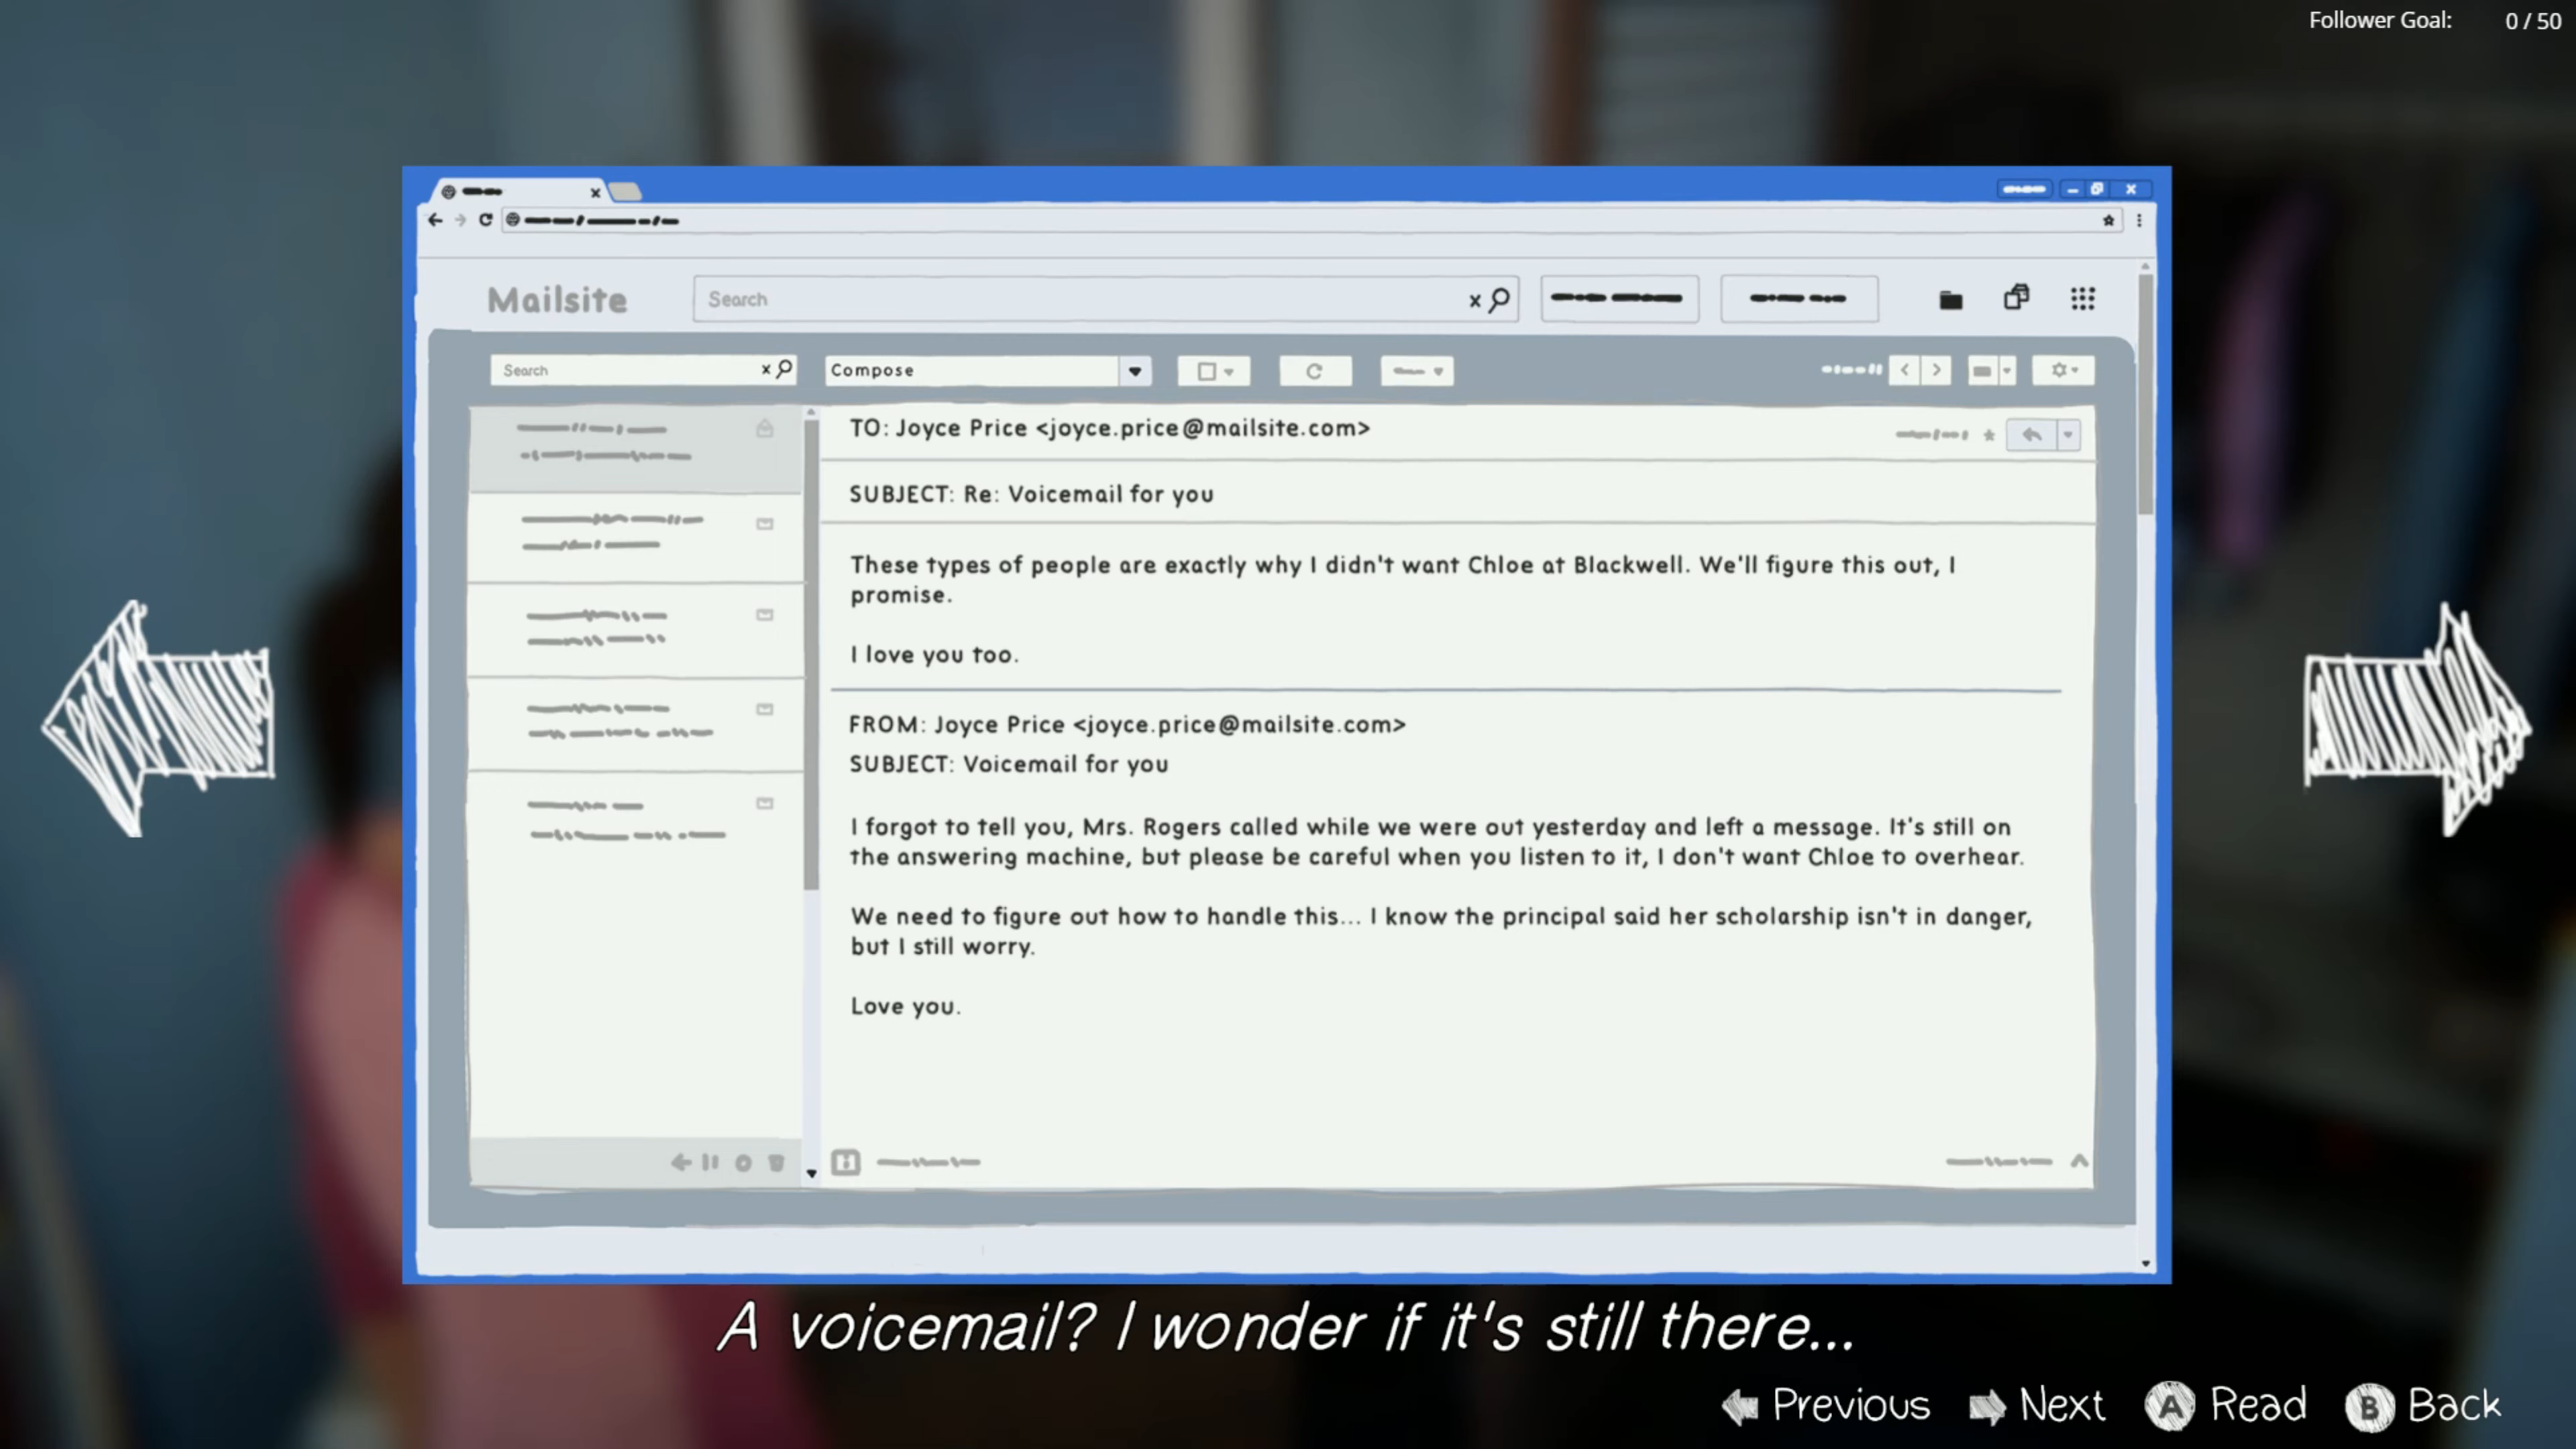 Follower Goal: 0 / 50
Mailsite
Search
Search
Compose
TO: Joyce Price <joyce.price@mailsite.com>
SUBJECT: Re: Voicemail for you
These types of people are exactly why I didn't want Chloe at Blackwell. We'll figure this out, I
promise.
I love you too.
FROM: Joyce Price <joyce.price@mailsite.com>
SUBJECT: Voicemail for you
I forgot to tell you, Mrs. Rogers called while we were out yesterday and left a message. It's still on
the answering machine, but please be careful when you listen to it, I don't want Chloe to overhear.
We need to figure out how to handle this... I know the principal said her scholarship isn't in danger,
but I still worry.
Love you.
A voicemail? I wonder if it's still there...
Previous Next A Read B Back